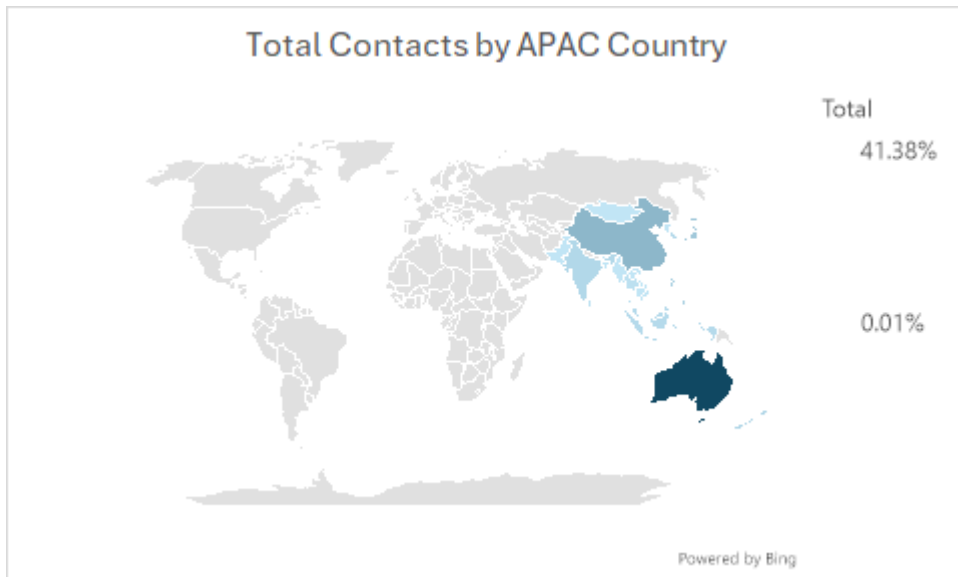 Total Contacts by APAC Country
Total
41.38%
0.01%
Powered by Bing